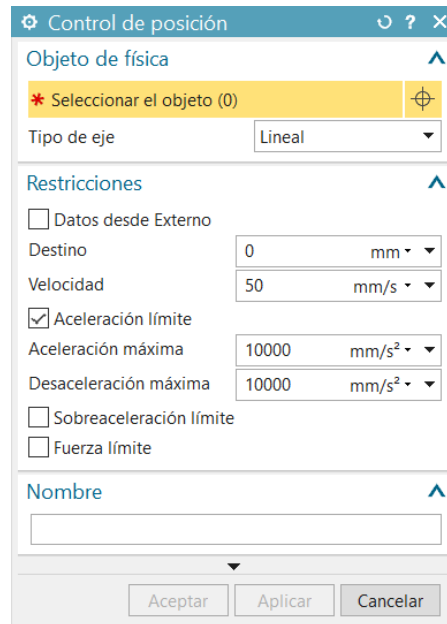 Control de posición ?
Objeto de física
* Seleccionar el objeto (0)
Tipo de eje Lineal
Restricciones
Datos desde Externo
Destino 0 mm
Velocidad 50 mm/s
Aceleración límite
Aceleración máxima 10000 mm/s²
Desaceleración máxima 10000 mm/s²
Sobreaceleración límite
Fuerza límite
Nombre
Aceptar Aplicar Cancelar